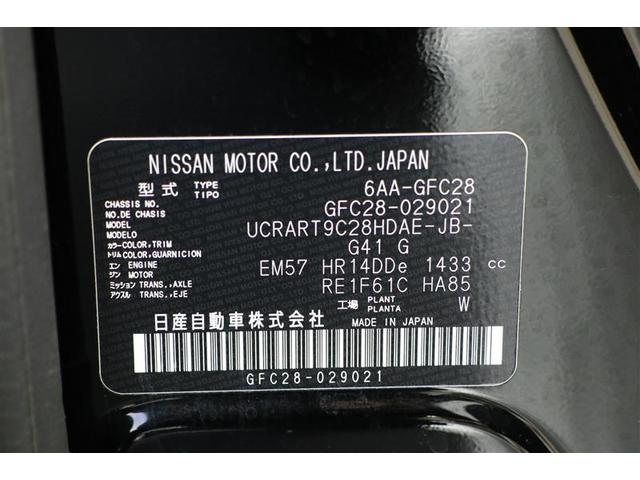 NISSAN MOTOR CO.,LTD.JAPAN
型式 TYPE TIPO 6AA-GFC28
CHASSIS NO. NO.DE CHASIS GFC28-029021
MODEL MODELO UCRART9C28HDAE-JB-
カラー COLOR,TRIM トリム COLOR,GUARNICION G41 G
エン ENGINE ジン MOTOR EM57 HR14DDe 1433 cc
ミッション TRANS.,AXLE アクスル TRANS.,EJE RE1F61C HA85
工場 PLANT PLANTA W
日産自動車株式会社 MADE IN JAPAN
GFC28-029021